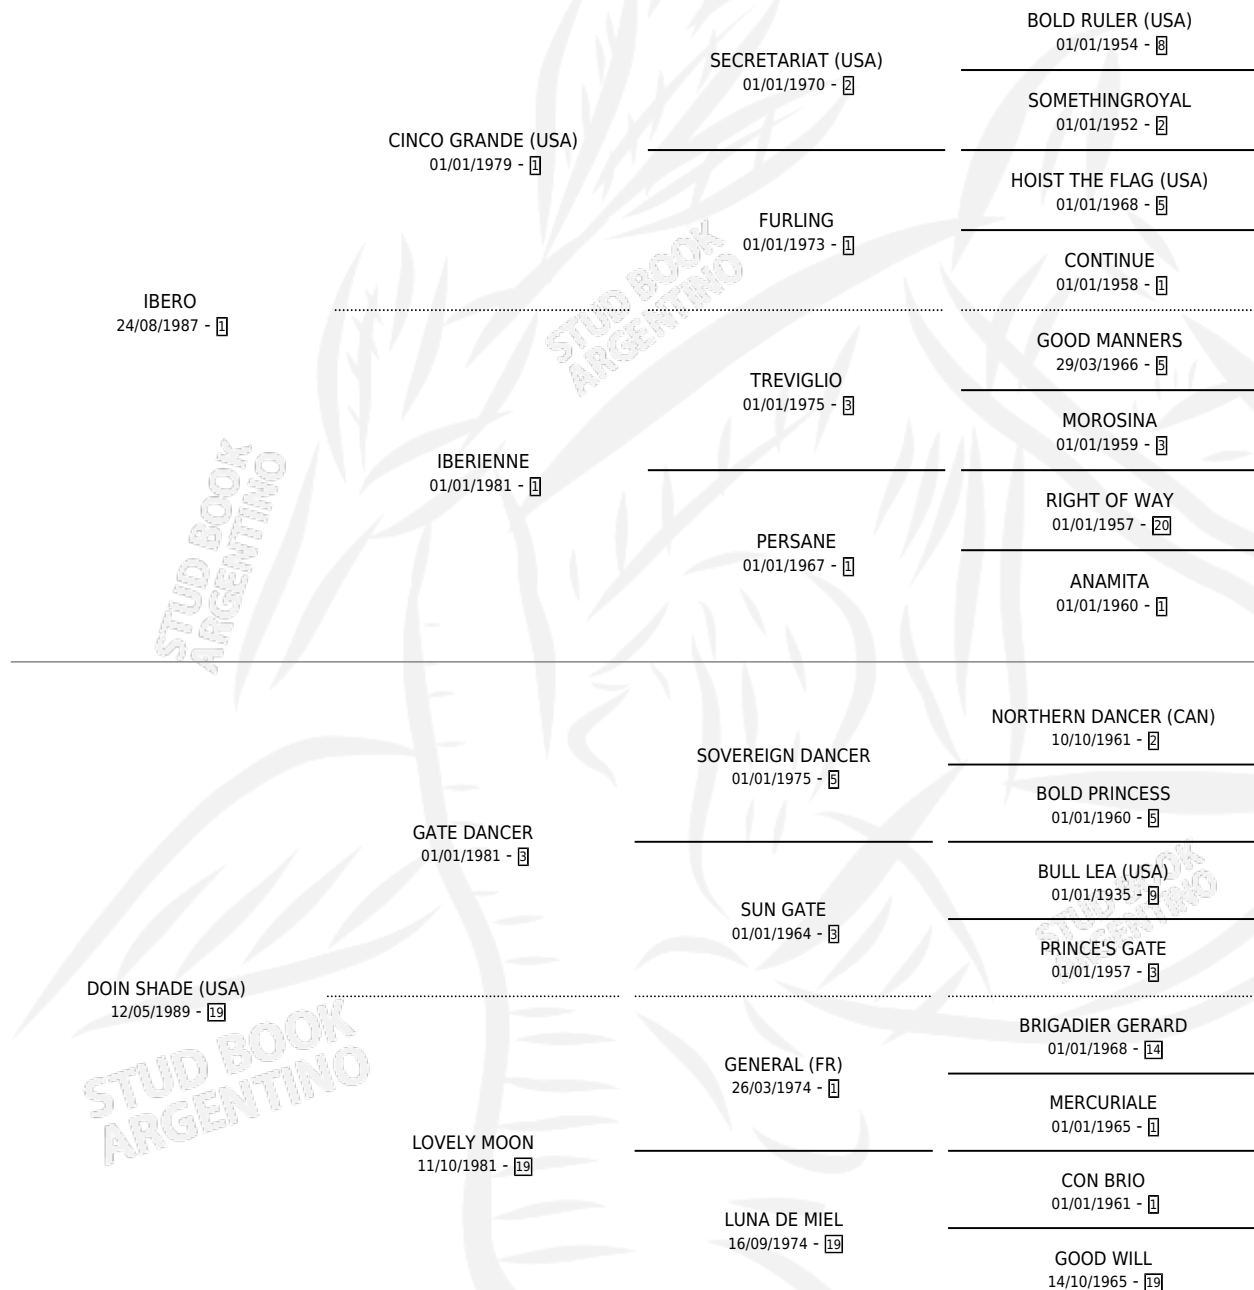 BOLD RULER (USA)
01/01/1954 - 8
SECRETARIAT (USA)
01/01/1970 - 2
SOMETHINGROYAL
01/01/1952 - 2
CINCO GRANDE (USA)
01/01/1979 - 1
HOIST THE FLAG (USA)
01/01/1968 - 5
FURLING
01/01/1973 - 1
CONTINUE
01/01/1958 - 1
IBERO
24/08/1987 - 1
GOOD MANNERS
29/03/1966 - 5
TREVIGLIO
01/01/1975 - 3
MOROSINA
01/01/1959 - 3
IBERIENNE
01/01/1981 - 1
RIGHT OF WAY
01/01/1957 - 20
PERSANE
01/01/1967 - 1
ANAMITA
01/01/1960 - 1
STUD BOOK
ARGENTINO
STUD BOOK
ARGENTINO
NORTHERN DANCER (CAN)
10/10/1961 - 2
SOVEREIGN DANCER
01/01/1975 - 5
BOLD PRINCESS
01/01/1960 - 5
GATE DANCER
01/01/1981 - 3
BULL LEA (USA)
01/01/1935 - 9
SUN GATE
01/01/1964 - 3
PRINCE'S GATE
01/01/1957 - 3
STUD BOOK
ARGENTINO
DOIN SHADE (USA)
12/05/1989 - 19
BRIGADIER GERARD
01/01/1968 - 14
GENERAL (FR)
26/03/1974 - 1
MERCURIALE
01/01/1965 - 1
STUD BOOK
ARGENTINO
LOVELY MOON
11/10/1981 - 19
CON BRIO
01/01/1961 - 1
LUNA DE MIEL
16/09/1974 - 19
GOOD WILL
14/10/1965 - 19